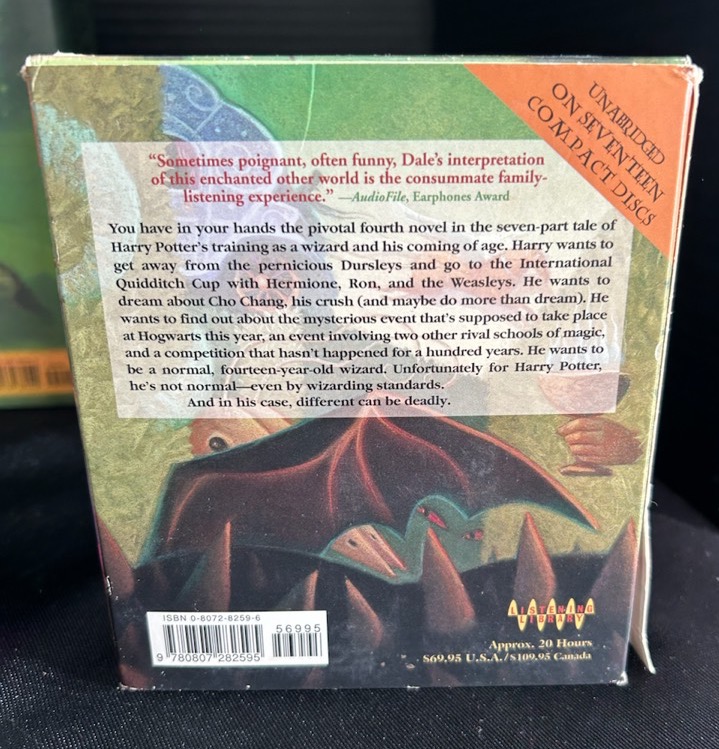 UNABRIDGED
ON SEVENTEEN
COMPACT DISCS
“Sometimes poignant, often funny, Dale’s interpretation
of this enchanted other world is the consummate family-
listening experience.” —AudioFile, Earphones Award
You have in your hands the pivotal fourth novel in the seven-part tale of
Harry Potter’s training as a wizard and his coming of age. Harry wants to
get away from the pernicious Dursleys and go to the International
Quidditch Cup with Hermione, Ron, and the Weasleys. He wants to
dream about Cho Chang, his crush (and maybe do more than dream). He
wants to find out about the mysterious event that’s supposed to take place
at Hogwarts this year, an event involving two other rival schools of magic,
and a competition that hasn’t happened for a hundred years. He wants to
be a normal, fourteen-year-old wizard. Unfortunately for Harry Potter,
he’s not normal—even by wizarding standards.
And in his case, different can be deadly.
ISBN 0-8072-8259-6
56995
9 780807 282595
LISTENING
LIBRARY
Approx. 20 Hours
$69.95 U.S.A./$109.95 Canada